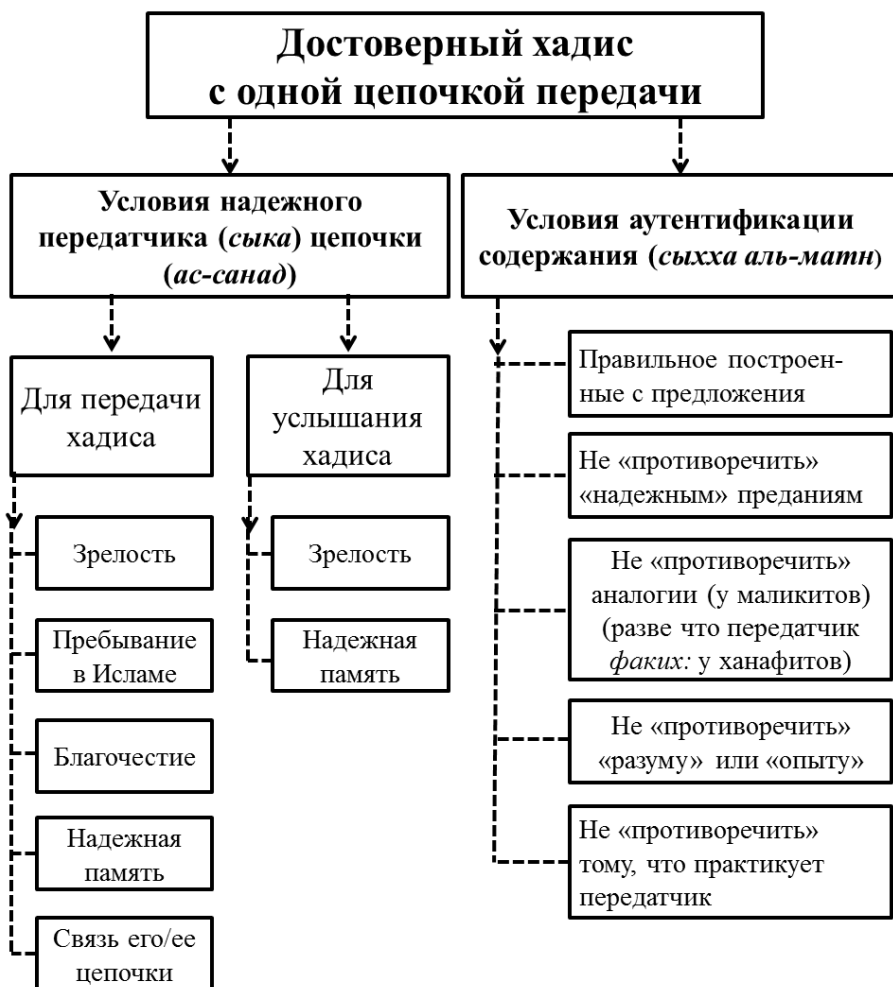 Достоверный хадис
с одной цепочкой передачи
Условия надежного
передатчика (сыка) цепочки
(ас-санад)
Условия аутентификации
содержания (сыхха аль-матн)
Для передачи
хадиса
Для
услышания
хадиса
Зрелость
Пребывание
в Исламе
Благочестие
Надежная
память
Связь его/ее
цепочки
Зрелость
Надежная
память
Правильное построен-
ные с предложения
Не «противоречить»
«надежным» преданиям
Не «противоречить»
аналогии (у маликитов)
(разве что передатчик
факих: у ханафитов)
Не «противоречить»
«разуму» или «опыту»
Не «противоречить»
тому, что практикует
передатчик